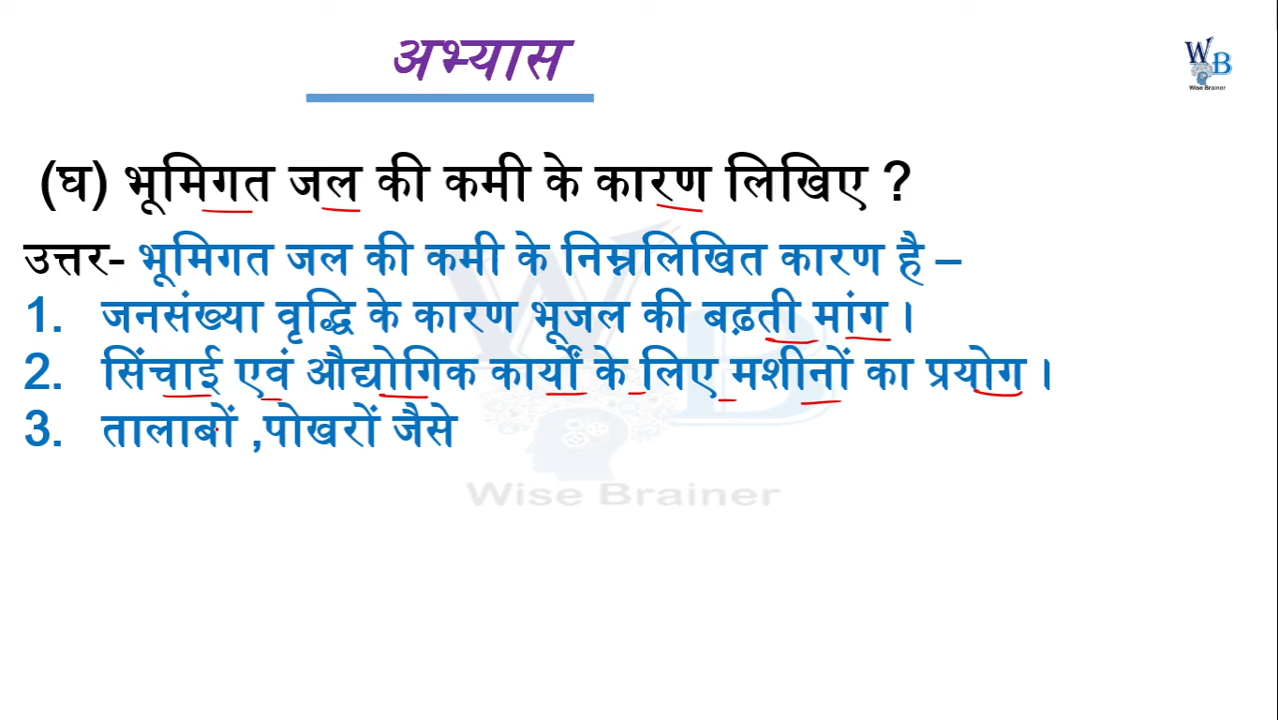 अभ्यास
WB
Wise Brainer
(घ) भूमिगत जल की कमी के कारण लिखिए ?
उत्तर- भूमिगत जल की कमी के निम्नलिखित कारण है –
1. जनसंख्या वृद्धि के कारण भूजल की बढ़ती मांग ।
2. सिंचाई एवं औद्योगिक कार्यों के लिए मशीनों का प्रयोग ।
3. तालाबों ,पोखरों जैसे
Wise Brainer